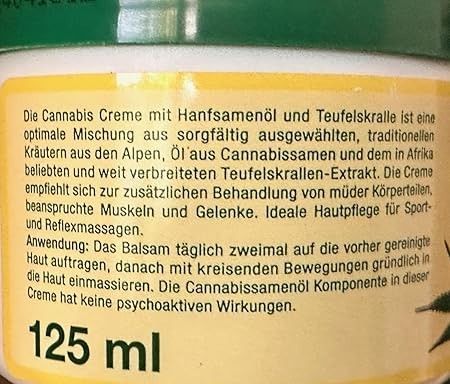 Die Cannabis Creme mit Hanfsamenöl und Teufelskralle ist eine
optimale Mischung aus sorgfältig ausgewählten, traditionellen
Kräutern aus den Alpen, Öl aus Cannabissamen und dem in Afrika
beliebten und weit verbreiteten Teufelskrallen-Extrakt. Die Creme
empfiehlt sich zur zusätzlichen Behandlung von müder Körperteilen,
beanspruchte Muskeln und Gelenke. Ideale Hautpflege für Sport-
und Reflexmassagen.
Anwendung: Das Balsam täglich zweimal auf die vorher gereinigte
Haut auftragen, danach mit kreisenden Bewegungen gründlich in
die Haut einmassieren. Die Cannabissamenöl Komponente in dieser
Creme hat keine psychoaktiven Wirkungen.
125 ml